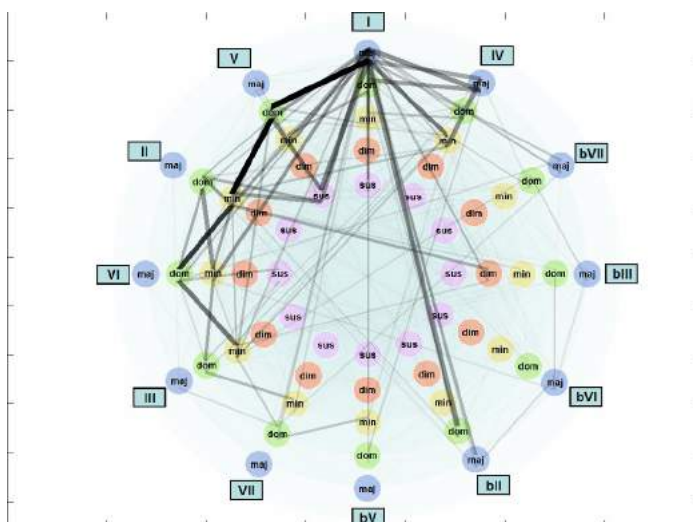 I
maj
V IV
maj dom maj
dom min dom
min dim min
II bVII
maj dim dim maj
dom sus dom
min sus sus min
dim dim
sus sus
VI maj dom min dim sus sus dim min dom maj bIII
sus sus
dim dim
min sus sus sus min
dom dom
dim dim
maj dim maj
III bVI
min min
min
dom dom
dom
maj maj
VII maj bII
bV